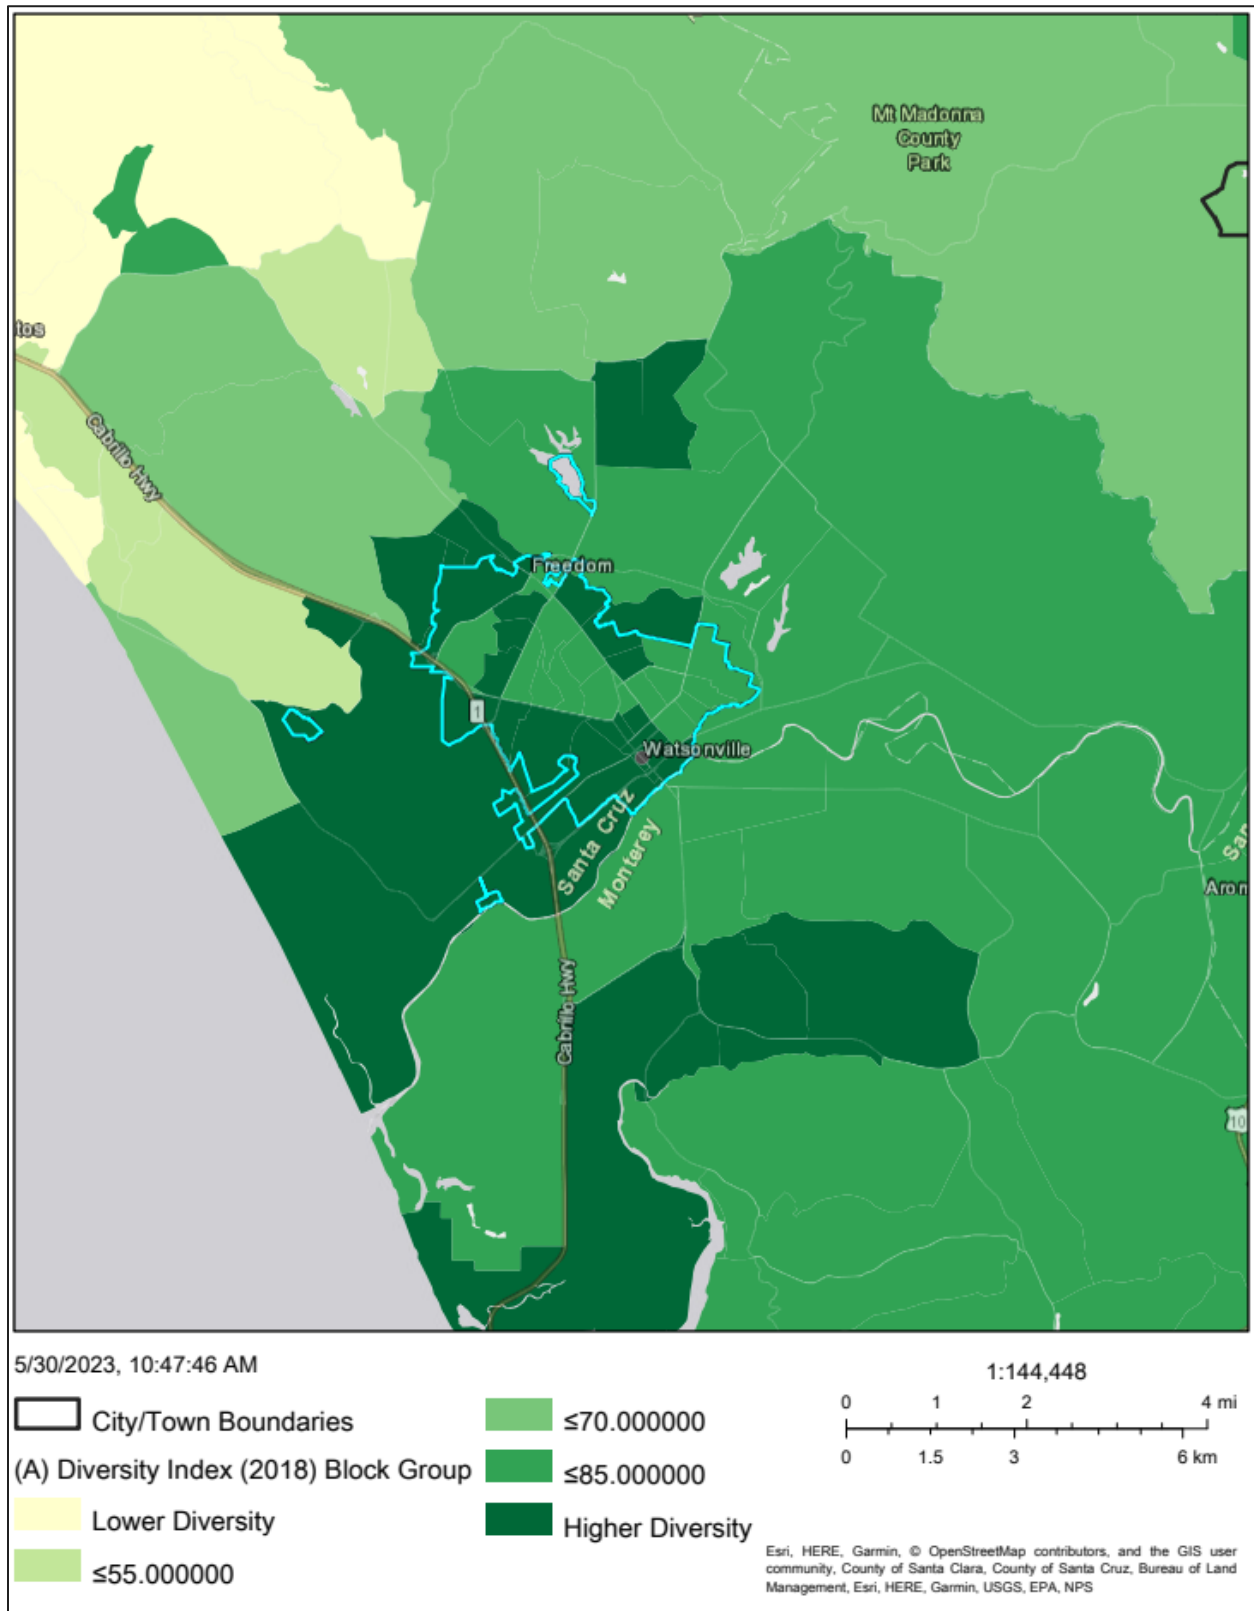 Mt Madonna
County
Park
tos
Cabrillo Hwy
Freedom
1
Watsonville
Santa Cruz
Monterey
San
Arom
Cabrillo Hwy
10
5/30/2023, 10:47:46 AM
1:144,448
0 1 2 4 mi
0 1.5 3 6 km
City/Town Boundaries
(A) Diversity Index (2018) Block Group
Lower Diversity
≤55.000000
≤70.000000
≤85.000000
Higher Diversity
Esri, HERE, Garmin, © OpenStreetMap contributors, and the GIS user
community, County of Santa Clara, County of Santa Cruz, Bureau of Land
Management, Esri, HERE, Garmin, USGS, EPA, NPS